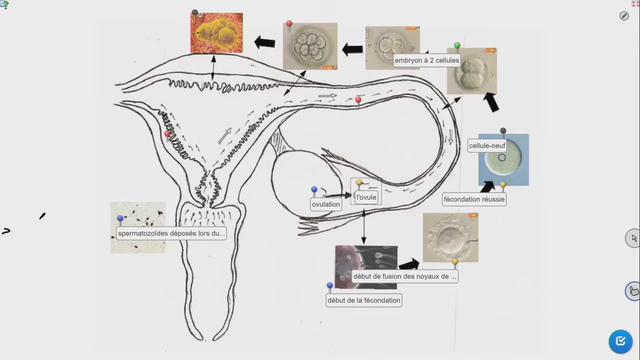 embryon à 2 cellules
cellule-oeuf
fécondation réussie
ovulation
l'ovule
spermatozoïdes déposés lors du...
début de fusion des noyaux de ...
début de la fécondation